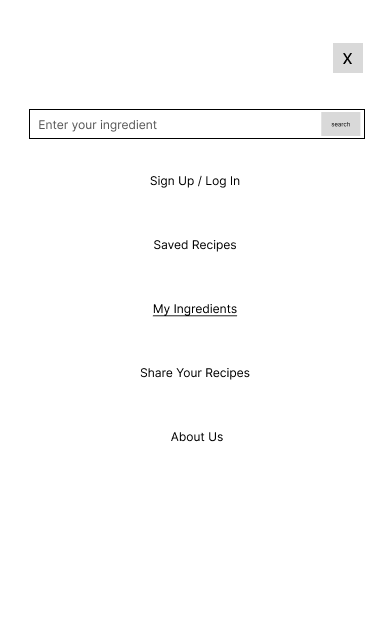 X
Enter your ingredient
search
Sign Up / Log In
Saved Recipes
My Ingredients
Share Your Recipes
About Us